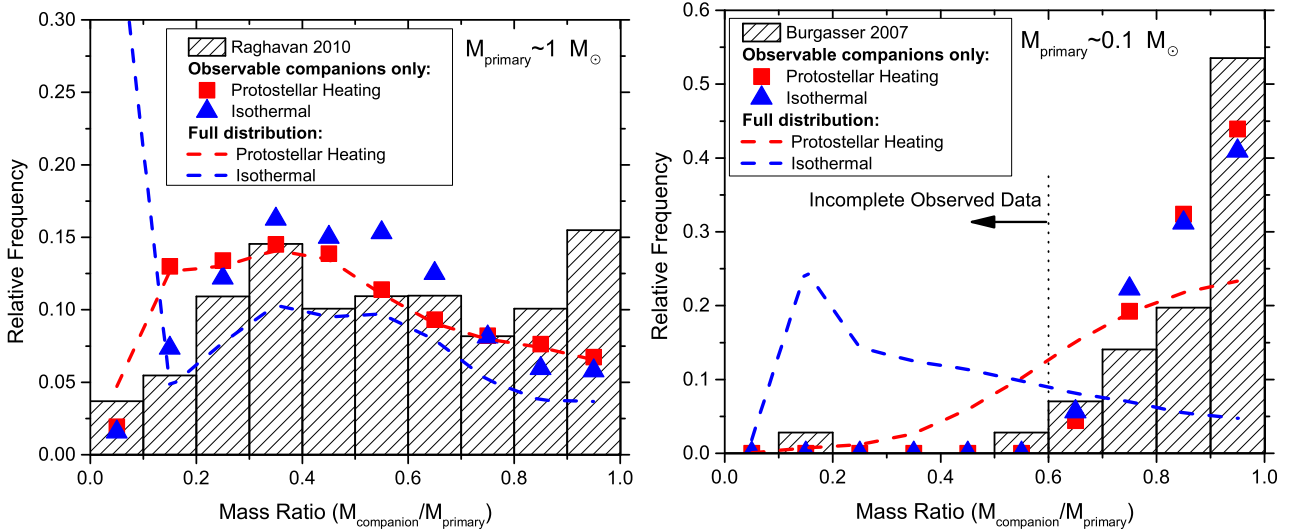 0.30
0.25
0.20
0.15
0.10
0.05
0.00
Relative Frequency
Raghavan 2010
Observable companions only:
Protostellar Heating
Isothermal
Full distribution:
Protostellar Heating
Isothermal
M_primary~1 M_☉
0.0
0.2
0.4
0.6
0.8
1.0
Mass Ratio (M_companion/M_primary)
0.6
0.5
0.4
0.3
0.2
0.1
0.0
Relative Frequency
Burgasser 2007
Observable companions only:
Protostellar Heating
Isothermal
Full distribution:
Protostellar Heating
Isothermal
M_primary~0.1 M_☉
Incomplete Observed Data
0.0
0.2
0.4
0.6
0.8
1.0
Mass Ratio (M_companion/M_primary)